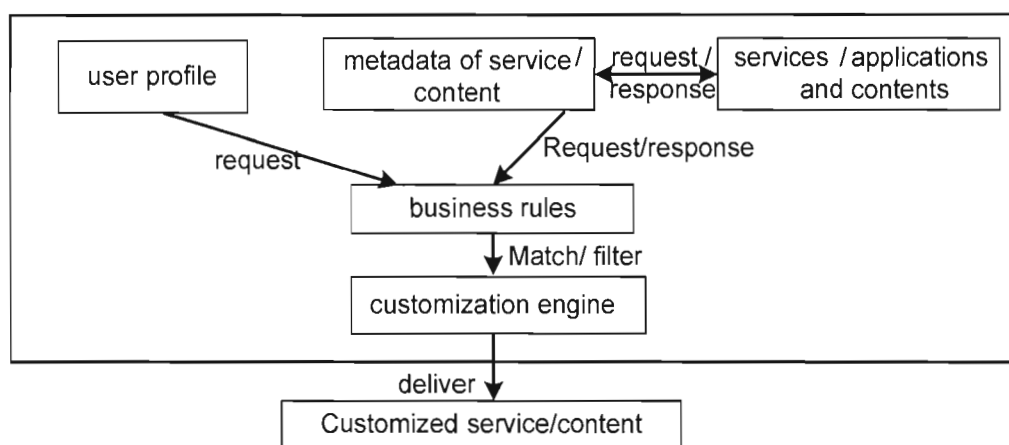 user profile
metadata of service/
content
request /
response
services / applications
and contents
request
Request/response
business rules
Match/ filter
customization engine
deliver
Customized service/content